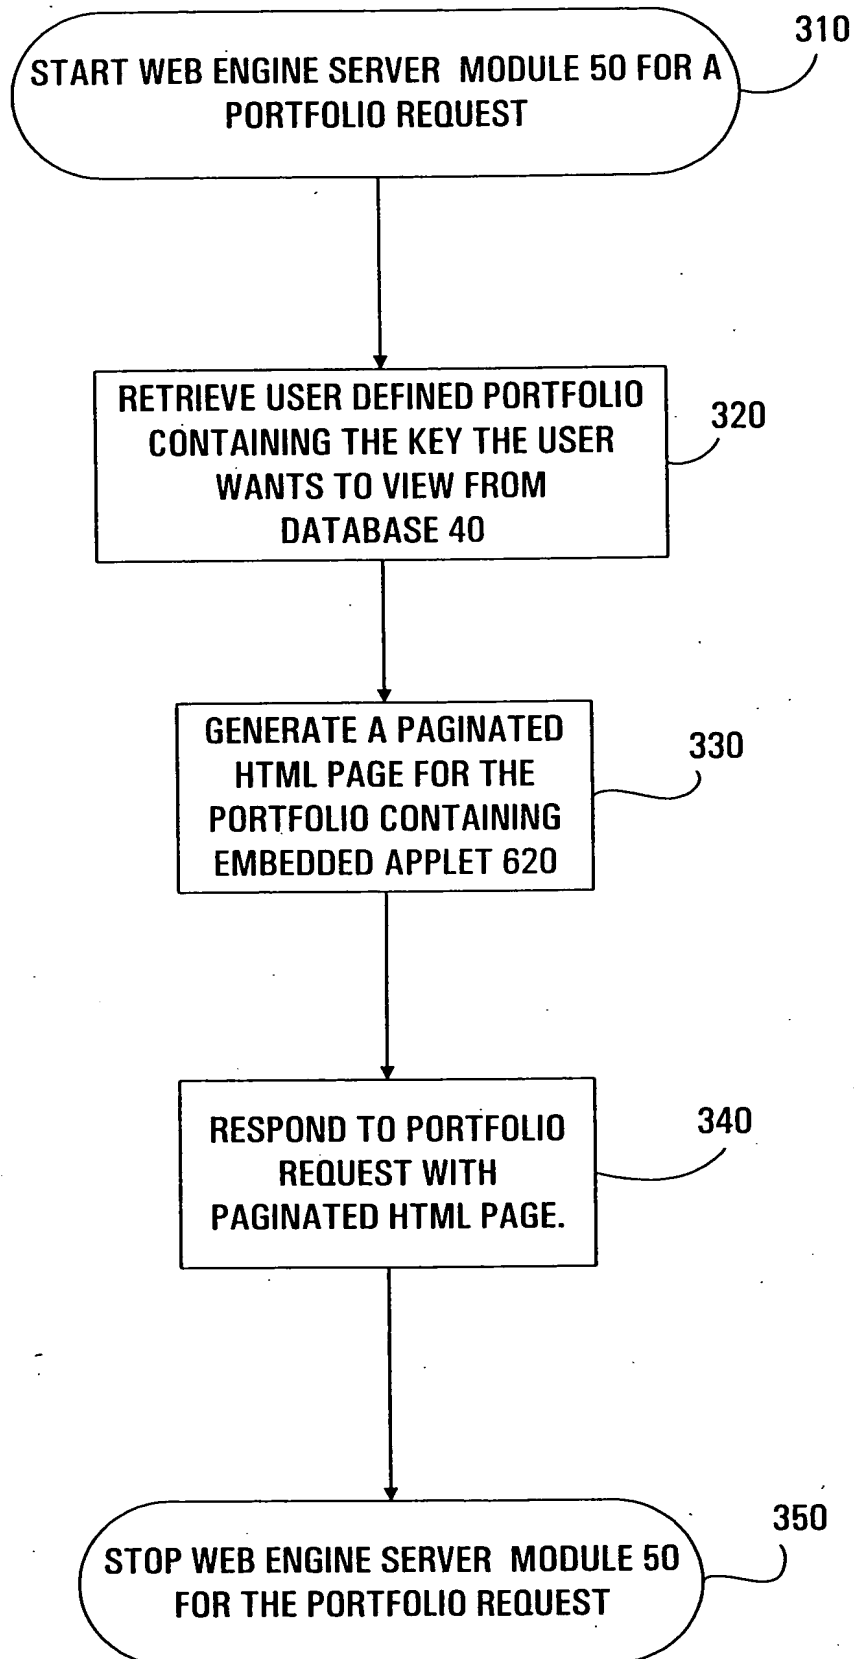 310
START WEB ENGINE SERVER MODULE 50 FOR A
PORTFOLIO REQUEST
RETRIEVE USER DEFINED PORTFOLIO
CONTAINING THE KEY THE USER
WANTS TO VIEW FROM
DATABASE 40
320
GENERATE A PAGINATED
HTML PAGE FOR THE
PORTFOLIO CONTAINING
EMBEDDED APPLET 620
330
RESPOND TO PORTFOLIO
REQUEST WITH
PAGINATED HTML PAGE.
340
STOP WEB ENGINE SERVER MODULE 50
FOR THE PORTFOLIO REQUEST
350